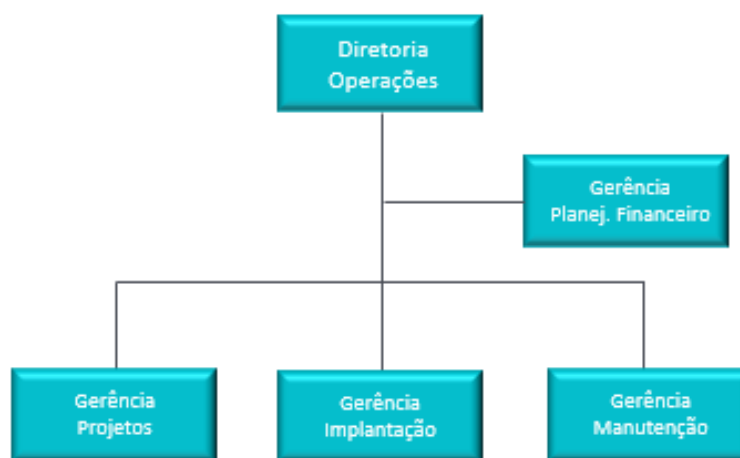 Diretoria
Operações
Gerência
Planej. Financeiro
Gerência
Projetos
Gerência
Implantação
Gerência
Manutenção